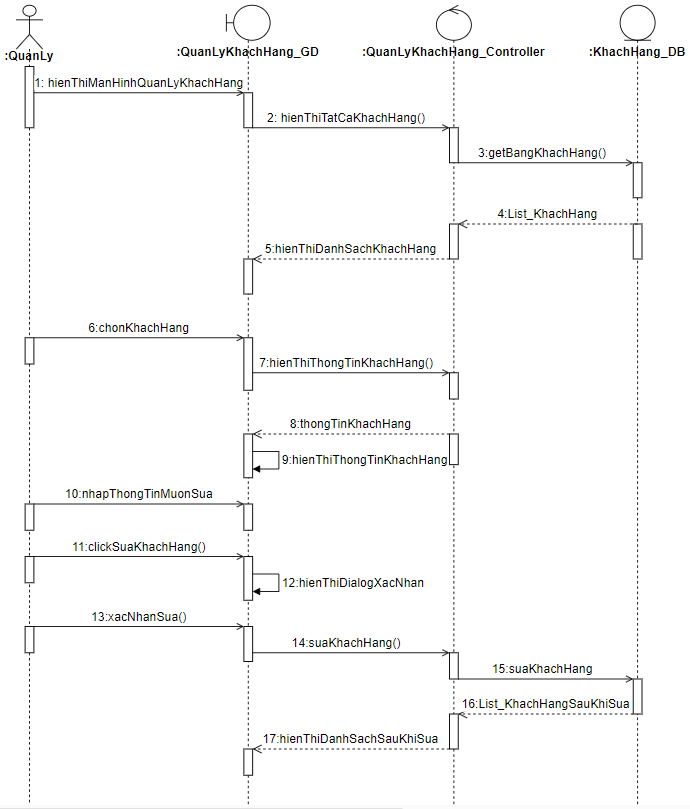 :QuanLy
:QuanLyKhachHang_GD
:QuanLyKhachHang_Controller
:KhachHang_DB
1: hienThiManHinhQuanLyKhachHang
2: hienThiTatCaKhachHang()
3:getBangKhachHang()
4:List_KhachHang
5:hienThiDanhSachKhachHang
6:chonKhachHang
7:hienThiThongTinKhachHang()
8:thongTinKhachHang
9:hienThiThongTinKhachHang
10:nhapThongTinMuonSua
11:clickSuaKhachHang()
12:hienThiDialogXacNhan
13:xacNhanSua()
14:suaKhachHang()
15:suaKhachHang
16:List_KhachHangSauKhiSua
17:hienThiDanhSachSauKhiSua